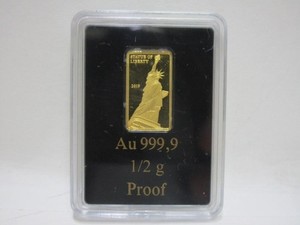 STATUE OF
LIBERTY
Au 999,9
1/2 g
Proof